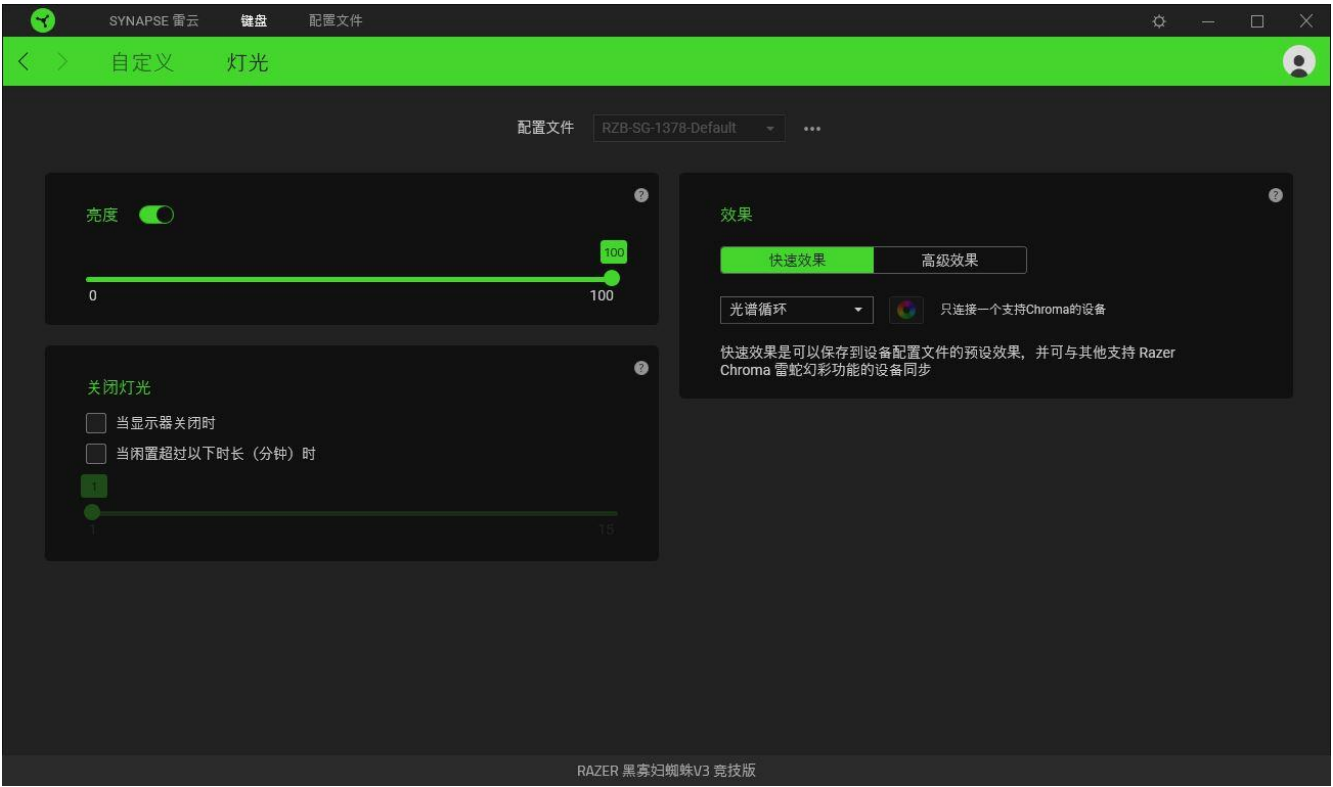 SYNAPSE 雷云 键盘 配置文件
自定义 灯光
配置文件 RZB-SG-1378-Default
亮度
100
0 100
效果
快速效果 高级效果
光谱循环 只连接一个支持Chroma的设备
快速效果是可以保存到设备配置文件的预设效果，并可与其他支持 Razer
Chroma 雷蛇幻彩功能的设备同步
关闭灯光
当显示器关闭时
当闲置超过以下时长（分钟）时
1
1 15
RAZER 黑寡妇蜘蛛V3 竞技版